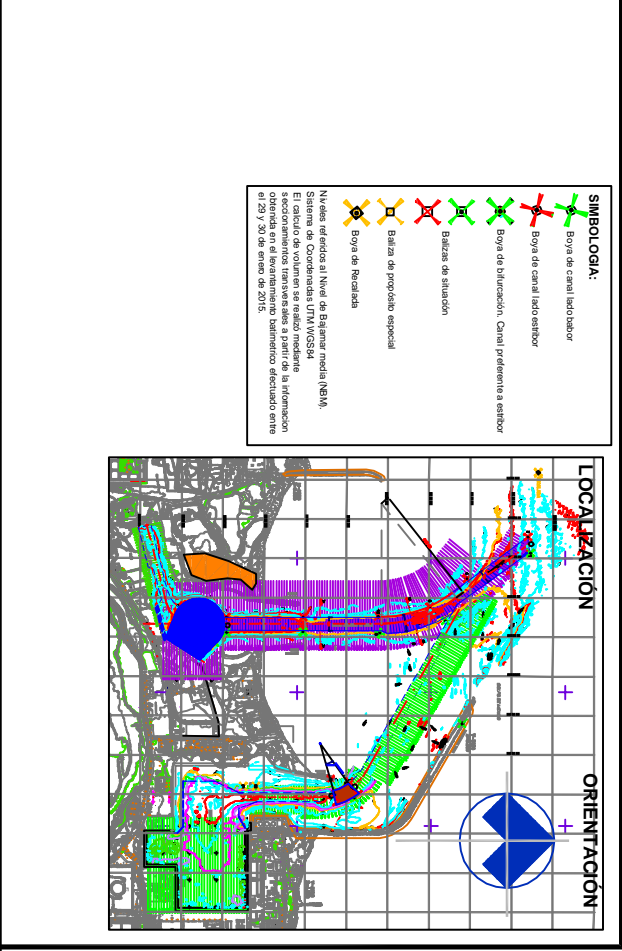 SIMBOLOGIA:
Boya de canal lado babor
Boya de canal lado estribor
Boya de bifurcación. Canal preferente a estribor
Balizas de situación
Baliza de propósito especial
Boya de Recalada
Niveles referidos al Nivel de Bajamar media (NBM).
Sistema de Coordenadas UTM WGS84
El calculo de volumen se realizó mediante
seccionamientos transversales a partir de la informacion
obtenida en el levantamiento batimetrico efectuado entre
el 29 y 30 de enero de 2015.
LOCALIZACIÓN
ORIENTACIÓN